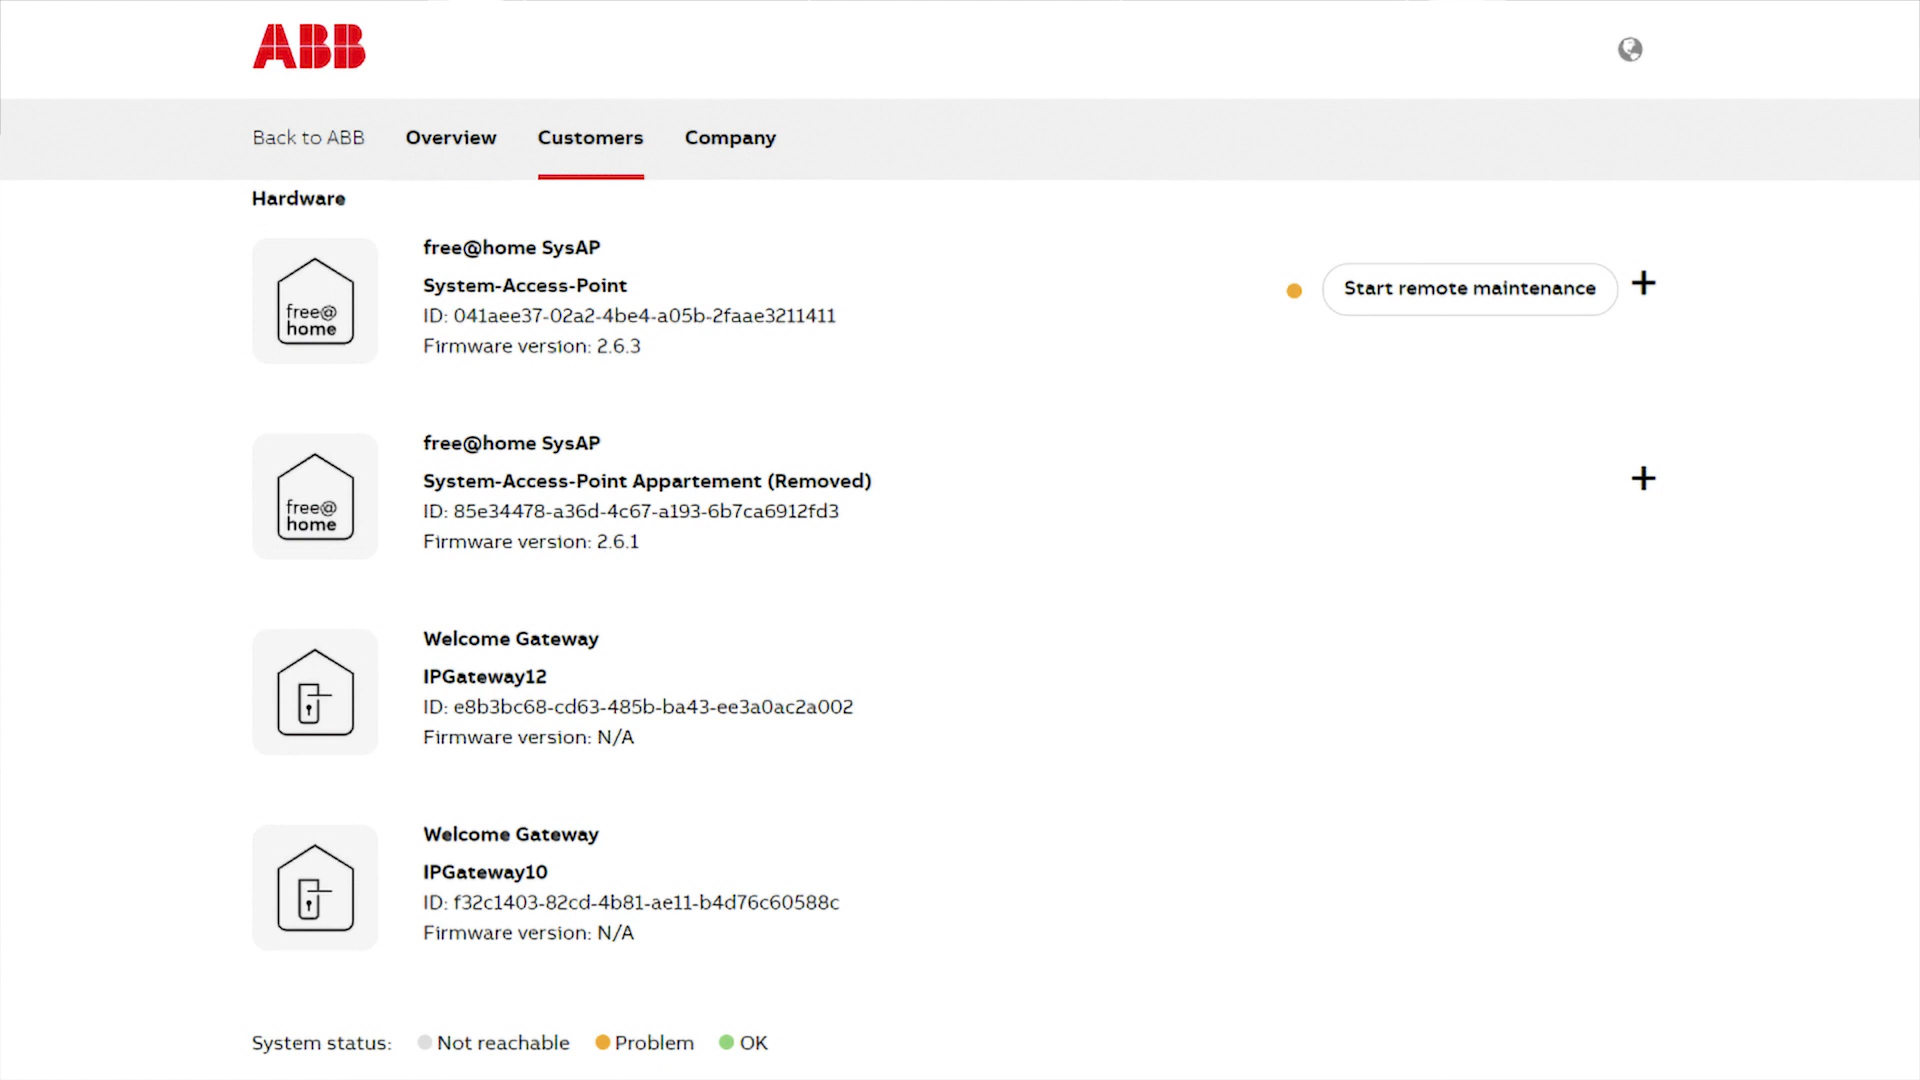 ABB
Back to ABB Overview Customers Company
Hardware
free@home SysAP
System-Access-Point
ID: 041aee37-02a2-4be4-a05b-2faae3211411
Firmware version: 2.6.3
Start remote maintenance +
free@
home
free@home SysAP
System-Access-Point Appartement (Removed)
ID: 85e34478-a36d-4c67-a193-6b7ca6912fd3
Firmware version: 2.6.1
+
free@
home
Welcome Gateway
IPGateway12
ID: e8b3bc68-cd63-485b-ba43-ee3a0ac2a002
Firmware version: N/A
Welcome Gateway
IPGateway10
ID: f32c1403-82cd-4b81-ae11-b4d76c60588c
Firmware version: N/A
System status: Not reachable Problem OK